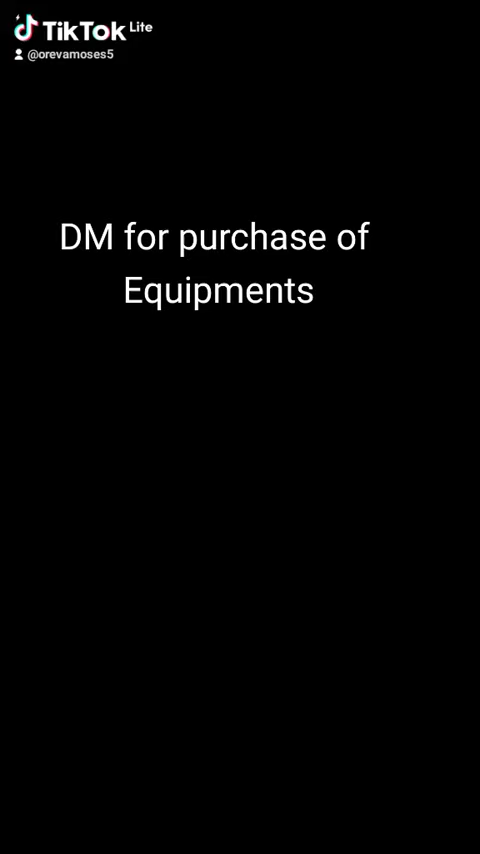 TikTok Lite
@orevamoses5
DM for purchase of
Equipments